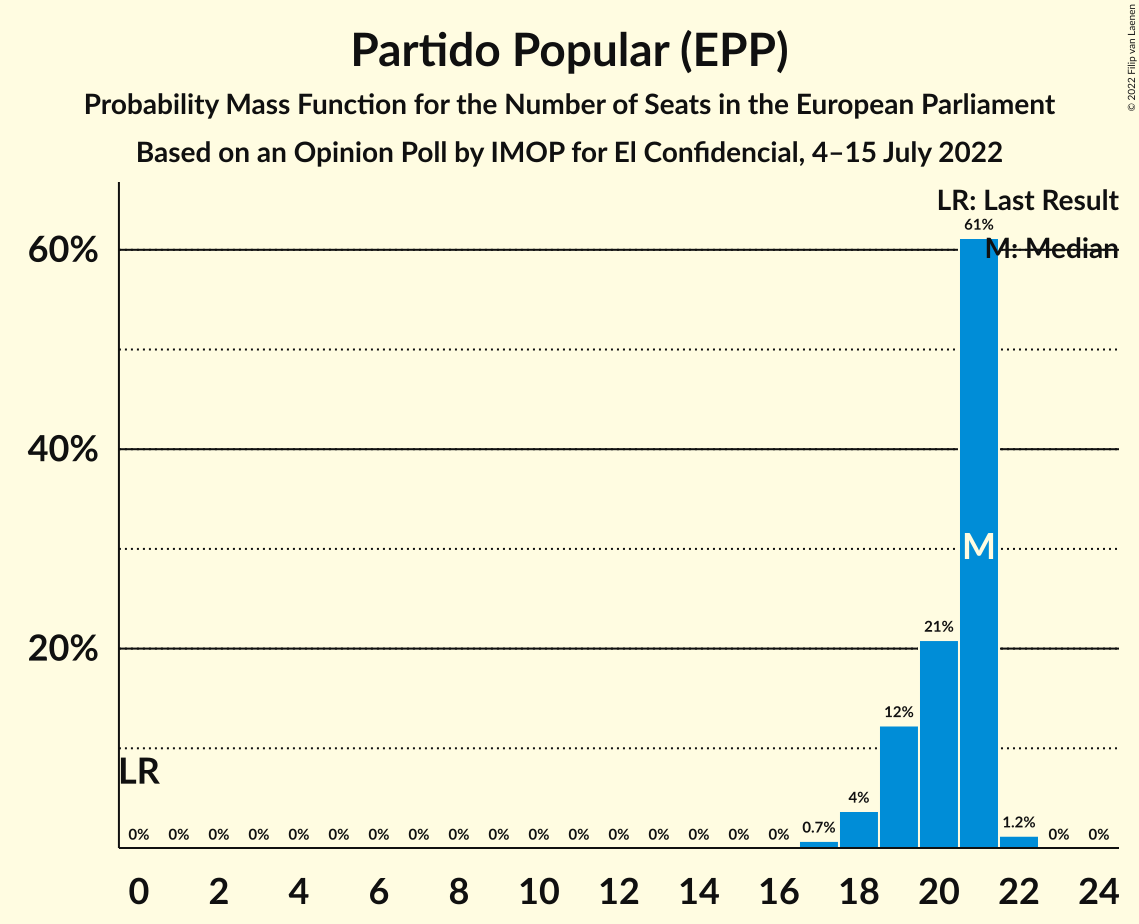 Partido Popular (EPP)
Probability Mass Function for the Number of Seats in the European Parliament
Based on an Opinion Poll by IMOP for El Confidencial, 4–15 July 2022
© 2022 Filip van Laenen
LR: Last Result
M: Median
60%
40%
20%
61%
M
21%
12%
LR
4%
0% 0% 0% 0% 0% 0% 0% 0% 0% 0% 0% 0% 0% 0% 0% 0% 0% 0.7% 1.2% 0% 0%
0 2 4 6 8 10 12 14 16 18 20 22 24